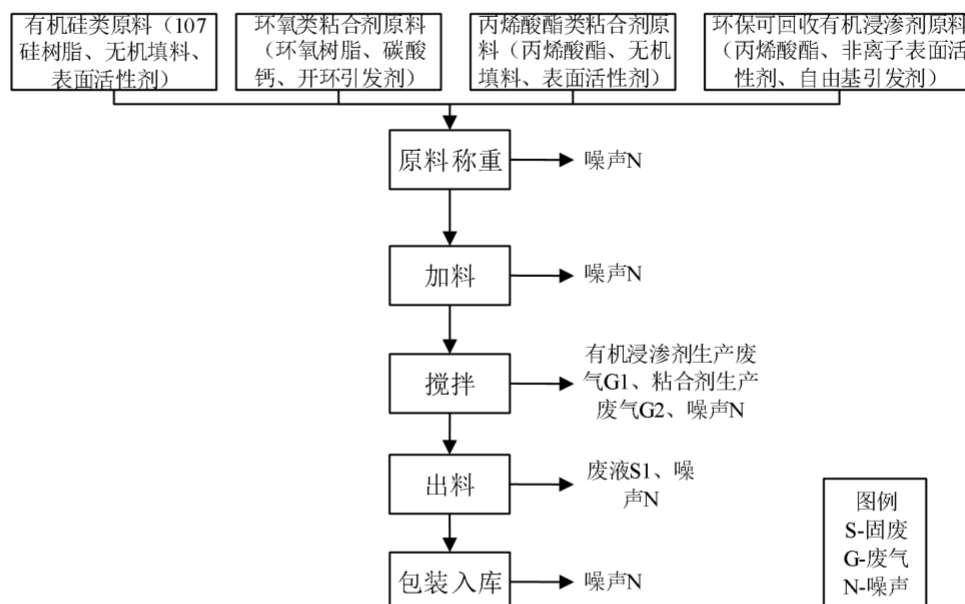 有机硅类原料（107
硅树脂、无机填料、
表面活性剂）
环氧类粘合剂原料
（环氧树脂、碳酸
钙、开环引发剂）
丙烯酸酯类粘合剂原
料（丙烯酸酯、无机
填料、表面活性剂）
环保可回收有机浸渗剂原料
（丙烯酸酯、非离子表面活
性剂、自由基引发剂）
原料称重
噪声N
加料
噪声N
搅拌
有机浸渗剂生产废
气G1、粘合剂生产
废气G2、噪声N
出料
废液S1、噪
声N
包装入库
噪声N
图例
S-固废
G-废气
N-噪声